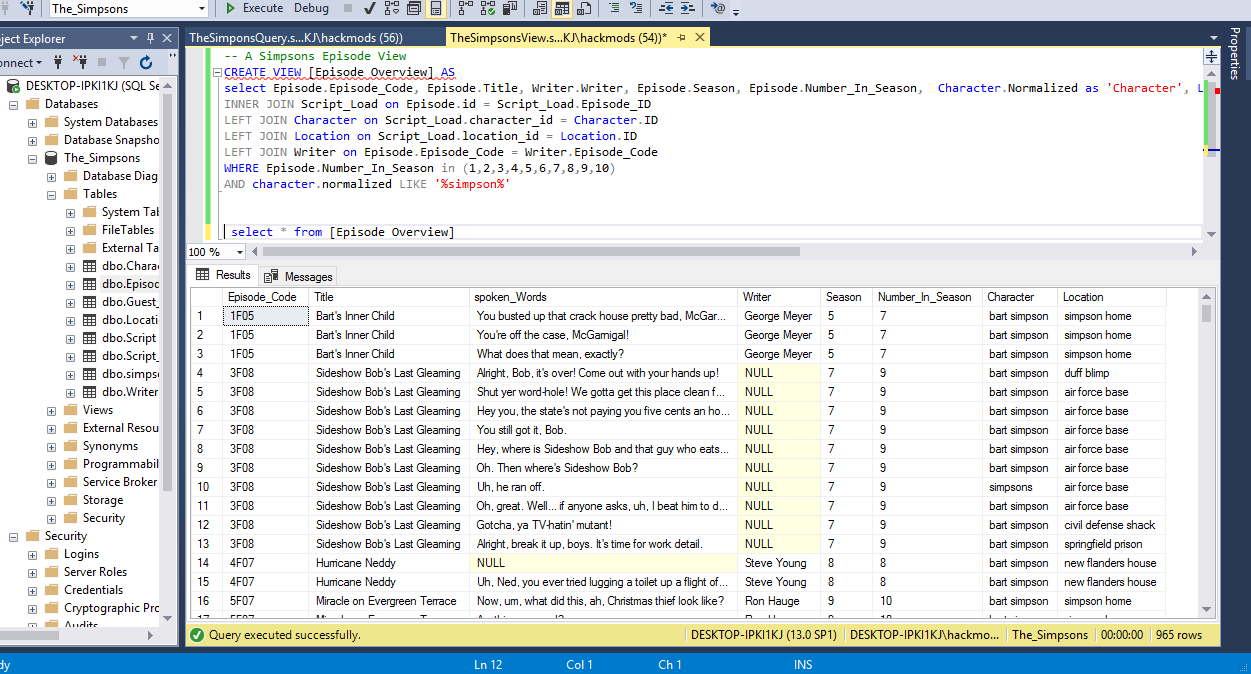 The_Simpsons Execute Debug
ject Explorer
TheSimponsQuery.s...KJ\hackmods (56))
TheSimpsonsView.s...KJ\hackmods (54))*
Properties
onnect
DESKTOP-IPKI1KJ (SQL Se
Databases
System Databases
Database Snapsho
The_Simpsons
Database Diag
Tables
System Tab
FileTables
External Ta
dbo.Charac
dbo.Episod
dbo.Guest_
dbo.Locati
dbo.Script
dbo.Script_
dbo.simpso
dbo.Writer
Views
External Resou
Synonyms
Programmabil
Service Broker
Storage
Security
Security
Logins
Server Roles
Credentials
Cryptographic Pro
Audits
-- A Simpsons Episode View
CREATE VIEW [Episode Overview] AS
select Episode.Episode_Code, Episode.Title, Writer.Writer, Episode.Season, Episode.Number_In_Season, Character.Normalized as 'Character', L
INNER JOIN Script_Load on Episode.id = Script_Load.Episode_ID
LEFT JOIN Character on Script_Load.character_id = Character.ID
LEFT JOIN Location on Script_Load.location_id = Location.ID
LEFT JOIN Writer on Episode.Episode_Code = Writer.Episode_Code
WHERE Episode.Number_In_Season in (1,2,3,4,5,6,7,8,9,10)
AND character.normalized LIKE '%simpson%'
select * from [Episode Overview]
100 %
Results Messages
Episode_Code Title spoken_Words Writer Season Number_In_Season Character Location
1 1F05 Bart's Inner Child You busted up that crack house pretty bad, McGar... George Meyer 5 7 bart simpson simpson home
2 1F05 Bart's Inner Child You're off the case, McGarnigal! George Meyer 5 7 bart simpson simpson home
3 1F05 Bart's Inner Child What does that mean, exactly? George Meyer 5 7 bart simpson simpson home
4 3F08 Sideshow Bob's Last Gleaming Alright, Bob, it's over! Come out with your hands up! NULL 7 9 bart simpson duff blimp
5 3F08 Sideshow Bob's Last Gleaming Shut yer word-hole! We gotta get this place clean f... NULL 7 9 bart simpson air force base
6 3F08 Sideshow Bob's Last Gleaming Hey you, the state's not paying you five cents an ho... NULL 7 9 bart simpson air force base
7 3F08 Sideshow Bob's Last Gleaming You still got it, Bob. NULL 7 9 bart simpson air force base
8 3F08 Sideshow Bob's Last Gleaming Hey, where is Sideshow Bob and that guy who eats... NULL 7 9 bart simpson air force base
9 3F08 Sideshow Bob's Last Gleaming Oh. Then where's Sideshow Bob? NULL 7 9 bart simpson air force base
10 3F08 Sideshow Bob's Last Gleaming Uh, he ran off. NULL 7 9 simpsons air force base
11 3F08 Sideshow Bob's Last Gleaming Oh, great. Well... if anyone asks, uh, I beat him to d... NULL 7 9 bart simpson air force base
12 3F08 Sideshow Bob's Last Gleaming Gotcha, ya TV-hatin' mutant! NULL 7 9 bart simpson civil defense shack
13 3F08 Sideshow Bob's Last Gleaming Alright, break it up, boys. It's time for work detail. NULL 7 9 bart simpson springfield prison
14 4F07 Hurricane Neddy NULL Steve Young 8 8 bart simpson new flanders house
15 4F07 Hurricane Neddy Uh, Ned, you ever tried lugging a toilet up a flight of... Steve Young 8 8 bart simpson new flanders house
16 5F07 Miracle on Evergreen Terrace Now, um, what did this, ah, Christmas thief look like? Ron Hauge 9 10 bart simpson simpson home
Query executed successfully. DESKTOP-IPKI1KJ (13.0 SP1) DESKTOP-IPKI1KJ\hackmo... The_Simpsons 00:00:00 965 rows
dy Ln 12 Col 1 Ch 1 INS